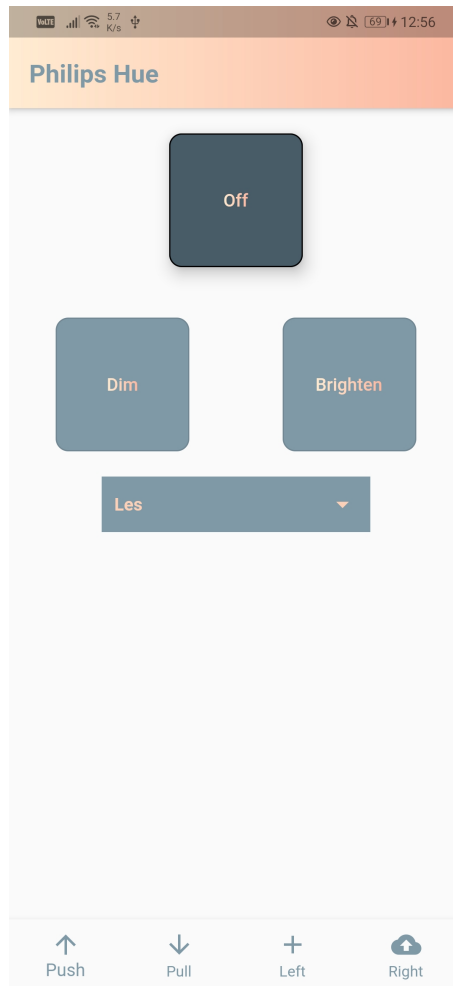 VoLTE 5.7 K/s 69 12:56
Philips Hue
Off
Dim Brighten
Les
Push Pull Left Right